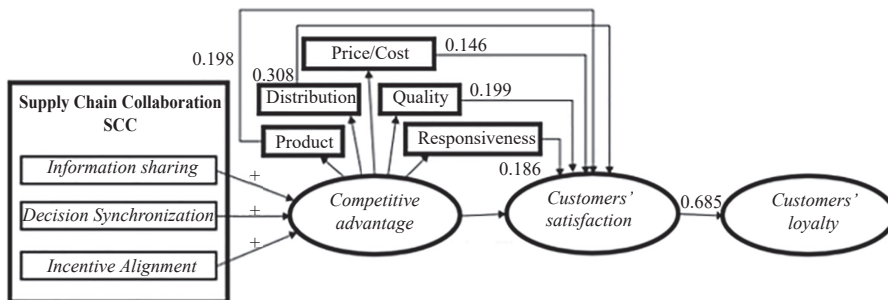 0.198
Price/Cost
0.146
0.308
Supply Chain Collaboration
SCC
Distribution
Quality
0.199
Product
Responsiveness
Information sharing
+
0.186
Decision Synchronization
+
Competitive
advantage
Customers'
satisfaction
0.685
Customers'
loyalty
+
Incentive Alignment